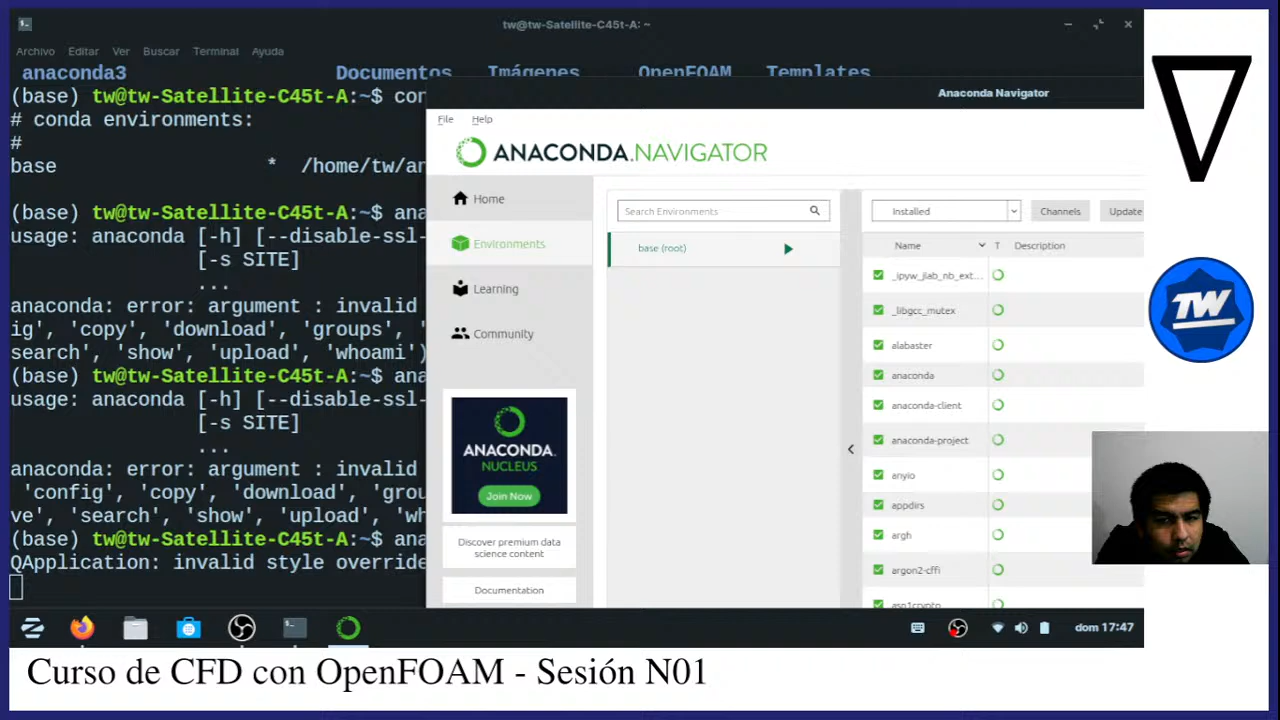 tw@tw-Satellite-C45t-A: ~
Archivo Editar Ver Buscar Terminal Ayuda
anaconda3 Documentos Imágenes OpenFOAM Templates
(base) tw@tw-Satellite-C45t-A:~$ con
# conda environments:
#
base * /home/tw/an
(base) tw@tw-Satellite-C45t-A:~$ ana
usage: anaconda [-h] [--disable-ssl-
[-s SITE]
...
anaconda: error: argument : invalid
ig', 'copy', 'download', 'groups', '
search', 'show', 'upload', 'whoami')
(base) tw@tw-Satellite-C45t-A:~$ ana
usage: anaconda [-h] [--disable-ssl-
[-s SITE]
...
anaconda: error: argument : invalid
'config', 'copy', 'download', 'grou
ve', 'search', 'show', 'upload', 'wh
(base) tw@tw-Satellite-C45t-A:~$ ana
QApplication: invalid style override
Anaconda Navigator
File Help
ANACONDA.NAVIGATOR
Home
Environments
Learning
Community
ANACONDA.
NUCLEUS
Join Now
Discover premium data
science content
Documentation
Search Environments
base (root)
Installed Channels Update
Name T Description
_ipyw_jlab_nb_ext...
_libgcc_mutex
alabaster
anaconda
anaconda-client
anaconda-project
anyio
appdirs
argh
argon2-cffi
asn1crypto
TW
dom 17:47
Curso de CFD con OpenFOAM - Sesión N01